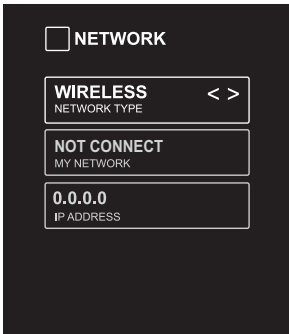 NETWORK
WIRELESS < >
NETWORK TYPE
NOT CONNECT
MY NETWORK
0.0.0.0
IP ADDRESS